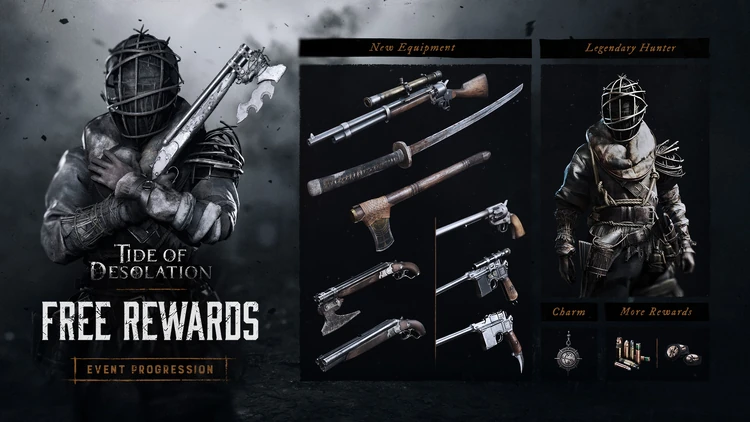 TIDE OF
DESOLATION
FREE REWARDS
EVENT PROGRESSION
New Equipment
Legendary Hunter
Charm
More Rewards